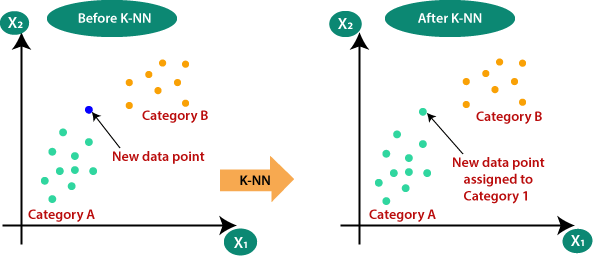 Before K-NN
X2
Category B
New data point
Category A
X1
K-NN
After K-NN
X2
Category B
New data point
assigned to
Category 1
Category A
X1